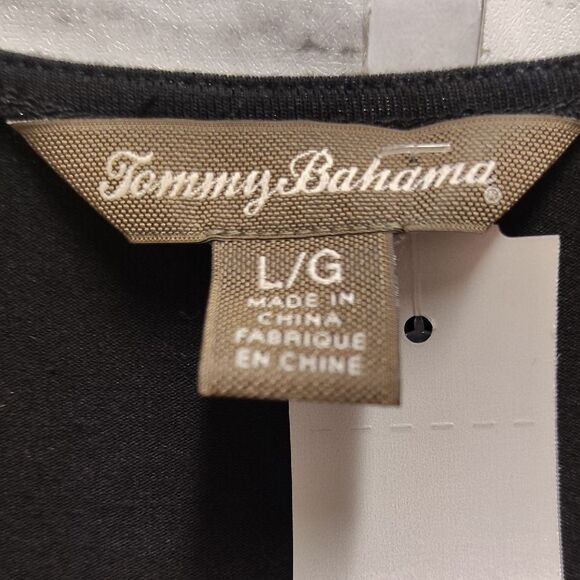 Tommy Bahama®
L/G
MADE IN
CHINA
FABRIQUE
EN CHINE